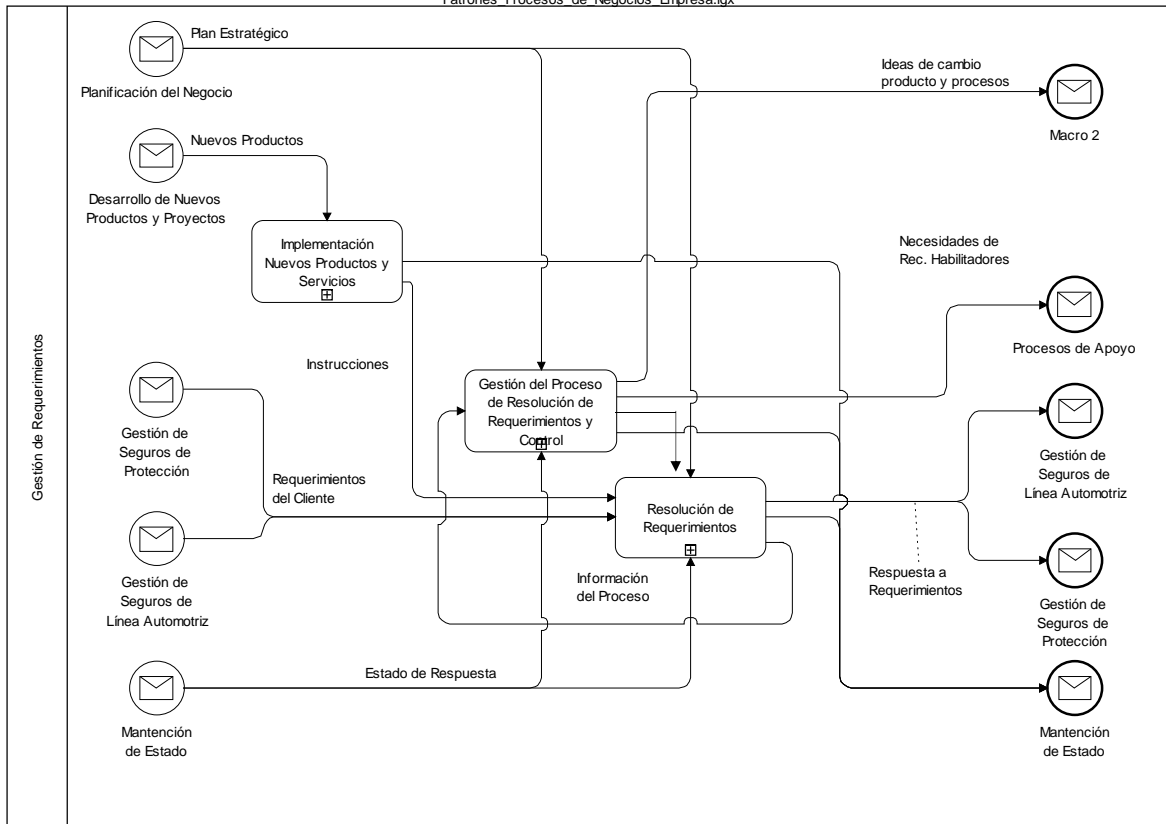 Patrones_Procesos_de_Negocios_Empresa.igx
Gestión de Requerimientos
Plan Estratégico
Planificación del Negocio
Ideas de cambio
producto y procesos
Macro 2
Nuevos Productos
Desarrollo de Nuevos
Productos y Proyectos
Implementación
Nuevos Productos y
Servicios
Necesidades de
Rec. Habilitadores
Procesos de Apoyo
Instrucciones
Gestión del Proceso
de Resolución de
Requerimientos y
Control
Gestión de
Seguros de
Protección
Gestión de
Seguros de
Línea Automotriz
Requerimientos
del Cliente
Resolución de
Requerimientos
Gestión de
Seguros de
Línea Automotriz
Información
del Proceso
Respuesta a
Requerimientos
Gestión de
Seguros de
Protección
Estado de Respuesta
Mantención
de Estado
Mantención
de Estado